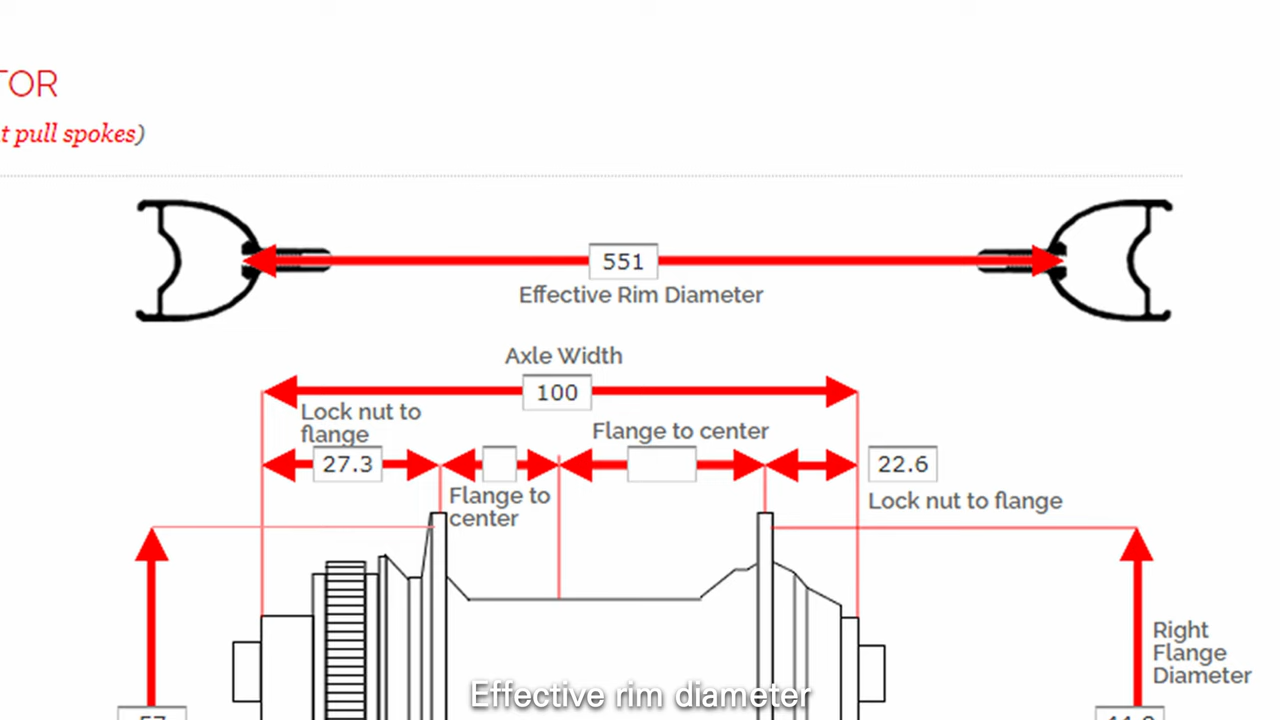 TOR
t pull spokes)
551
Effective Rim Diameter
Axle Width
100
Lock nut to
flange
Flange to center
27.3
22.6
Flange to
center
Lock nut to flange
Right
Flange
Diameter
Effective rim diameter